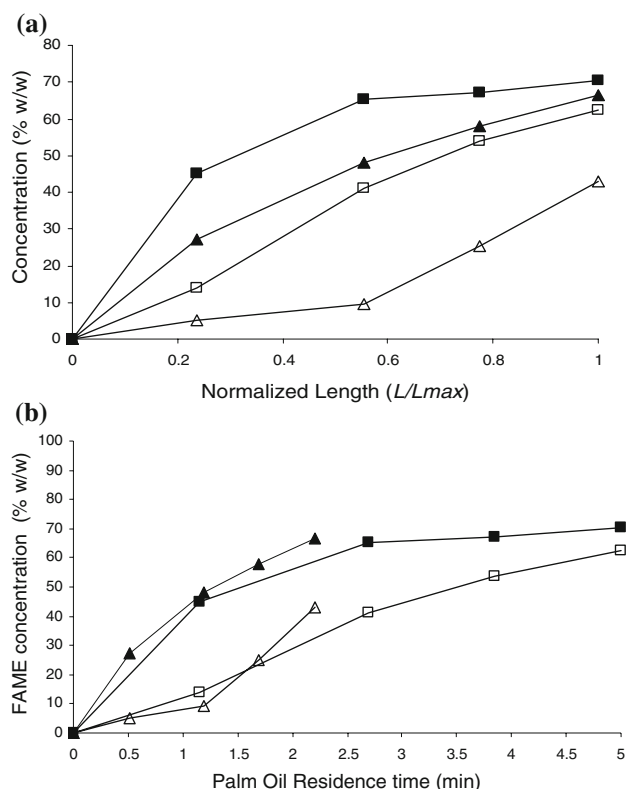 (a)
80
70
60
50
40
30
20
10
0
Concentration (% w/w)
0 0.2 0.4 0.6 0.8 1
Normalized Length (L/Lmax)
(b)
100
90
80
70
60
50
40
30
20
10
0
FAME concentration (% w/w)
0 0.5 1 1.5 2 2.5 3 3.5 4 4.5 5
Palm Oil Residence time (min)